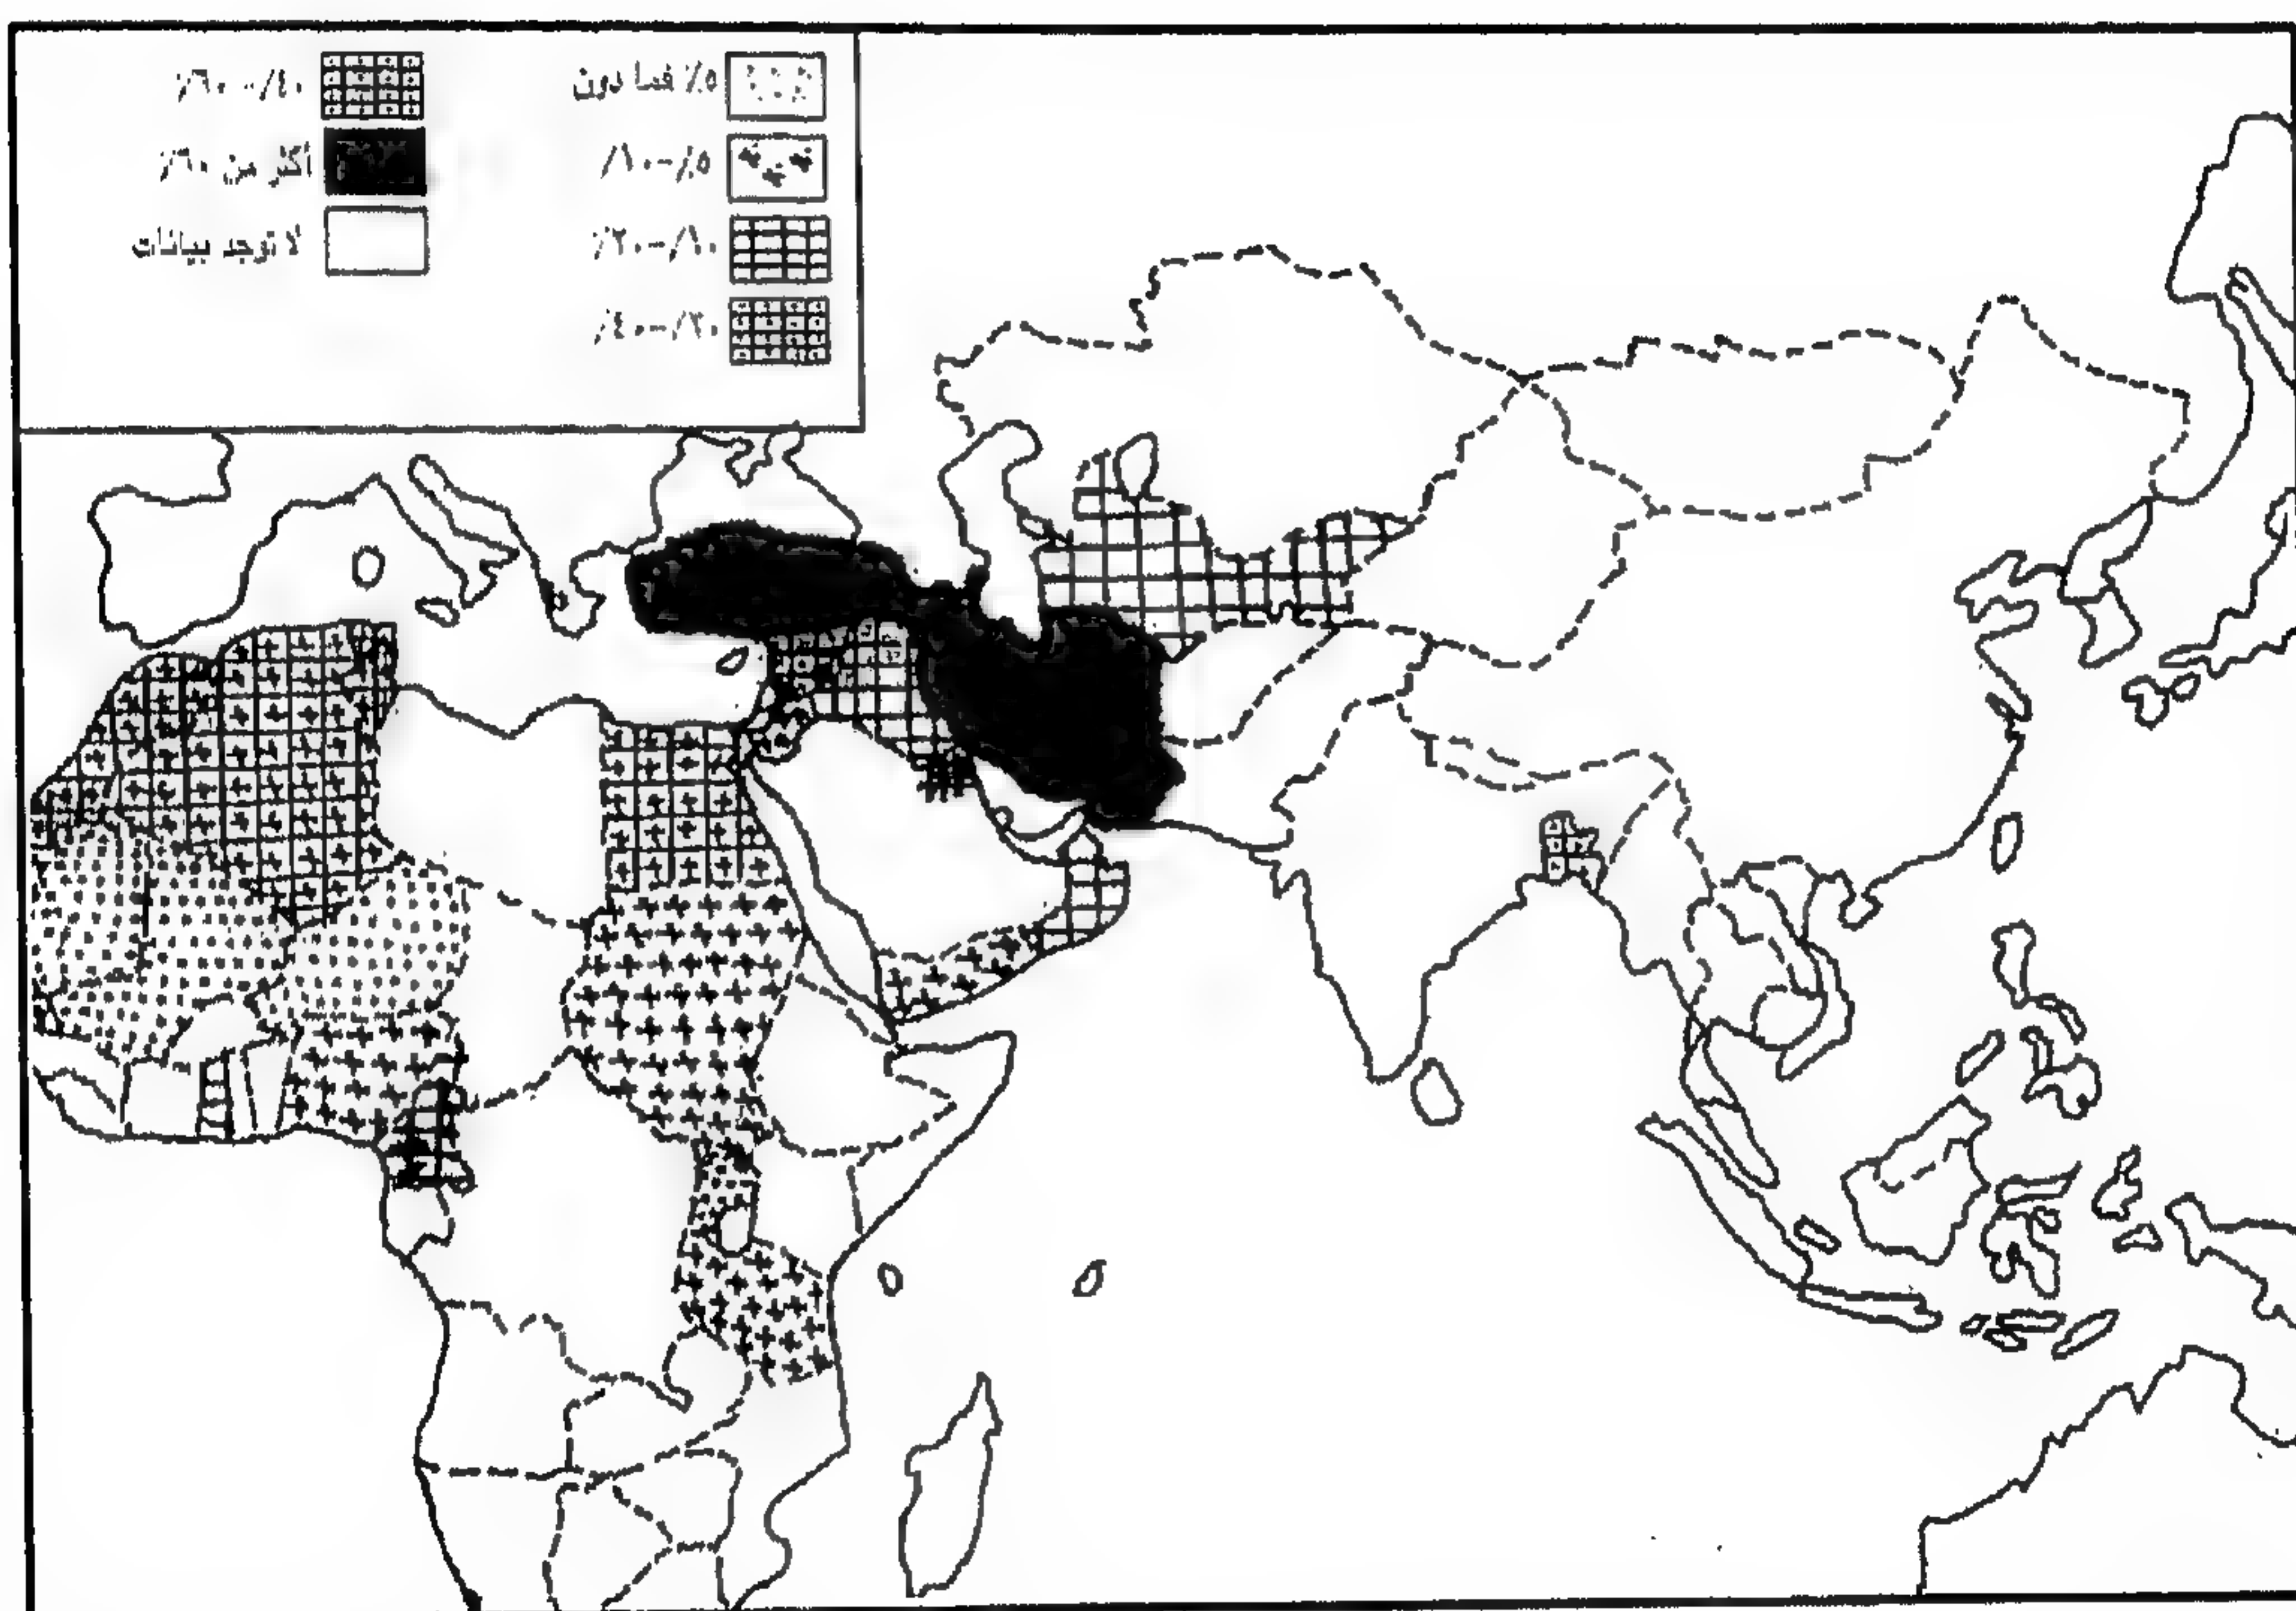 ٥٪ فما دون
٥٪-١٠٪
١٠٪-٢٠٪
٢٠٪-٤٠٪
٤٠٪-٦٠٪
أكثر من ٦٠٪
لا توجد بيانات